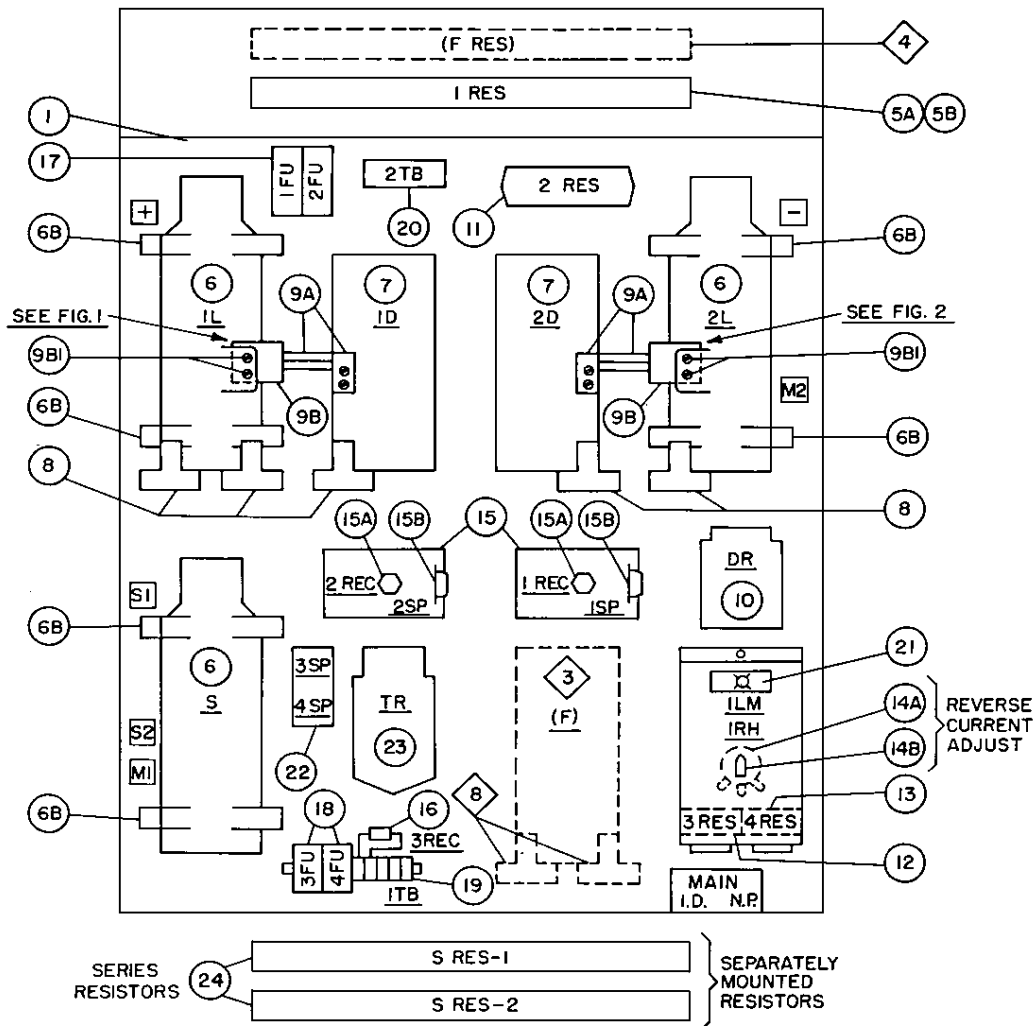 (F RES)
4
1 RES
5A 5B
1
17
1FU
2FU
2TB
20
2 RES
11
+
−
6B
6B
6
1L
7
1D
9A
7
2D
9A
6
2L
SEE FIG.1
SEE FIG. 2
9B1
9B1
9B
9B
M2
6B
6B
8
8
15A
15B
15
15A
15B
2 REC
2SP
1 REC
1SP
DR
10
S1
6B
6
S
3SP
4SP
22
TR
23
3
(F)
21
1LM
1RH
14A
14B
REVERSE
CURRENT
ADJUST
S2
M1
6B
18
16
8
3REC
3FU
4FU
1TB
19
3 RES
4 RES
13
12
MAIN
I.D. N.P.
SERIES
RESISTORS
24
S RES-1
S RES-2
SEPARATELY
MOUNTED
RESISTORS